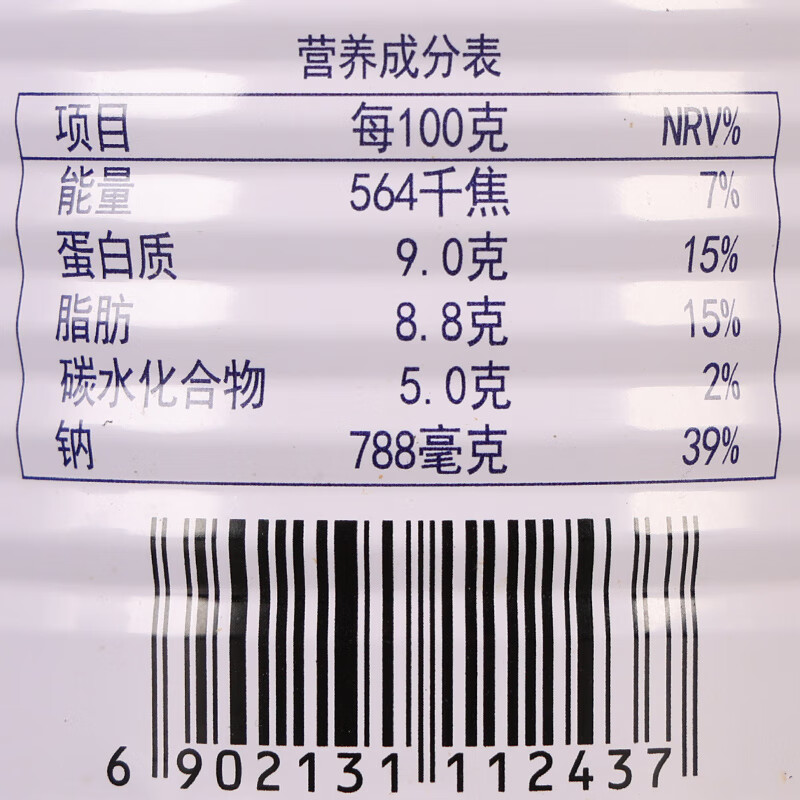 营养成分表
项目 每100克 NRV%
能量 564千焦 7%
蛋白质 9.0克 15%
脂肪 8.8克 15%
碳水化合物 5.0克 2%
钠 788毫克 39%
6 902131 112437